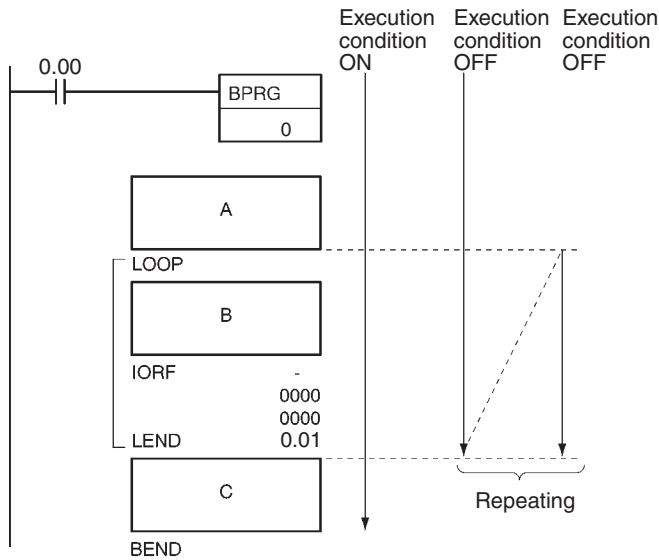 Execution condition ON
Execution condition OFF
Execution condition OFF
0.00
BPRG
0
A
LOOP
B
IORF -
0000
0000
LEND 0.01
C
Repeating
BEND